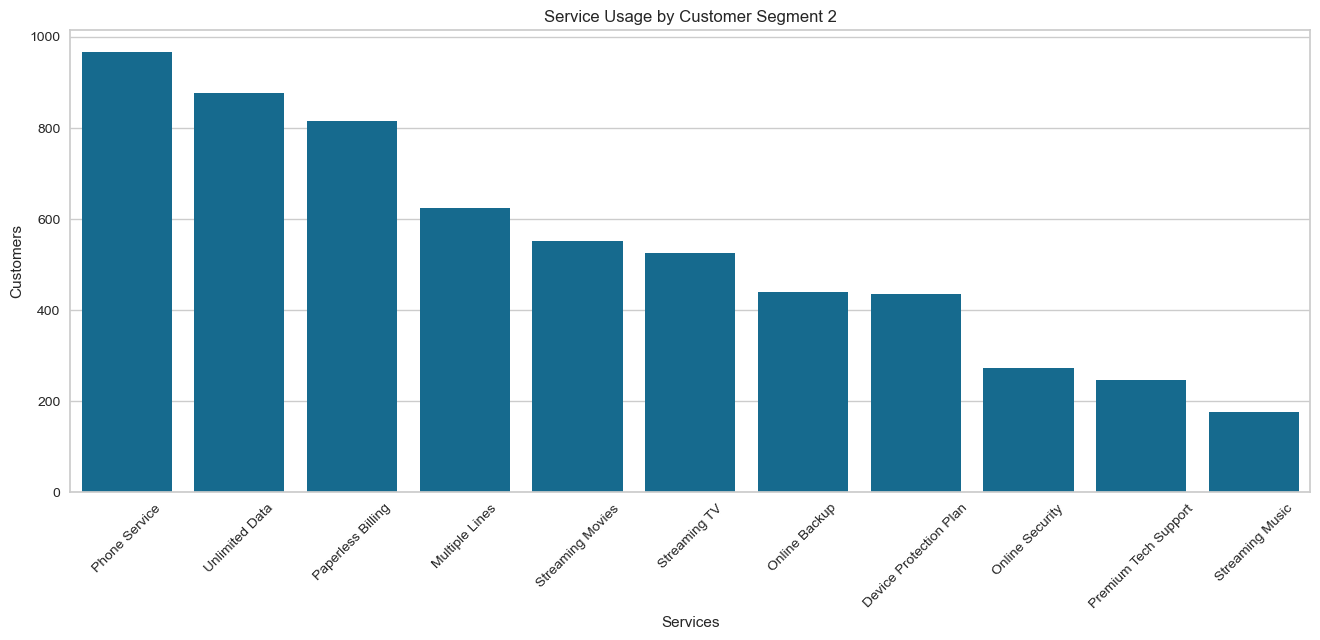 Service Usage by Customer Segment 2
Customers
1000
800
600
400
200
0
Phone Service
Unlimited Data
Paperless Billing
Multiple Lines
Streaming Movies
Streaming TV
Online Backup
Device Protection Plan
Online Security
Premium Tech Support
Streaming Music
Services